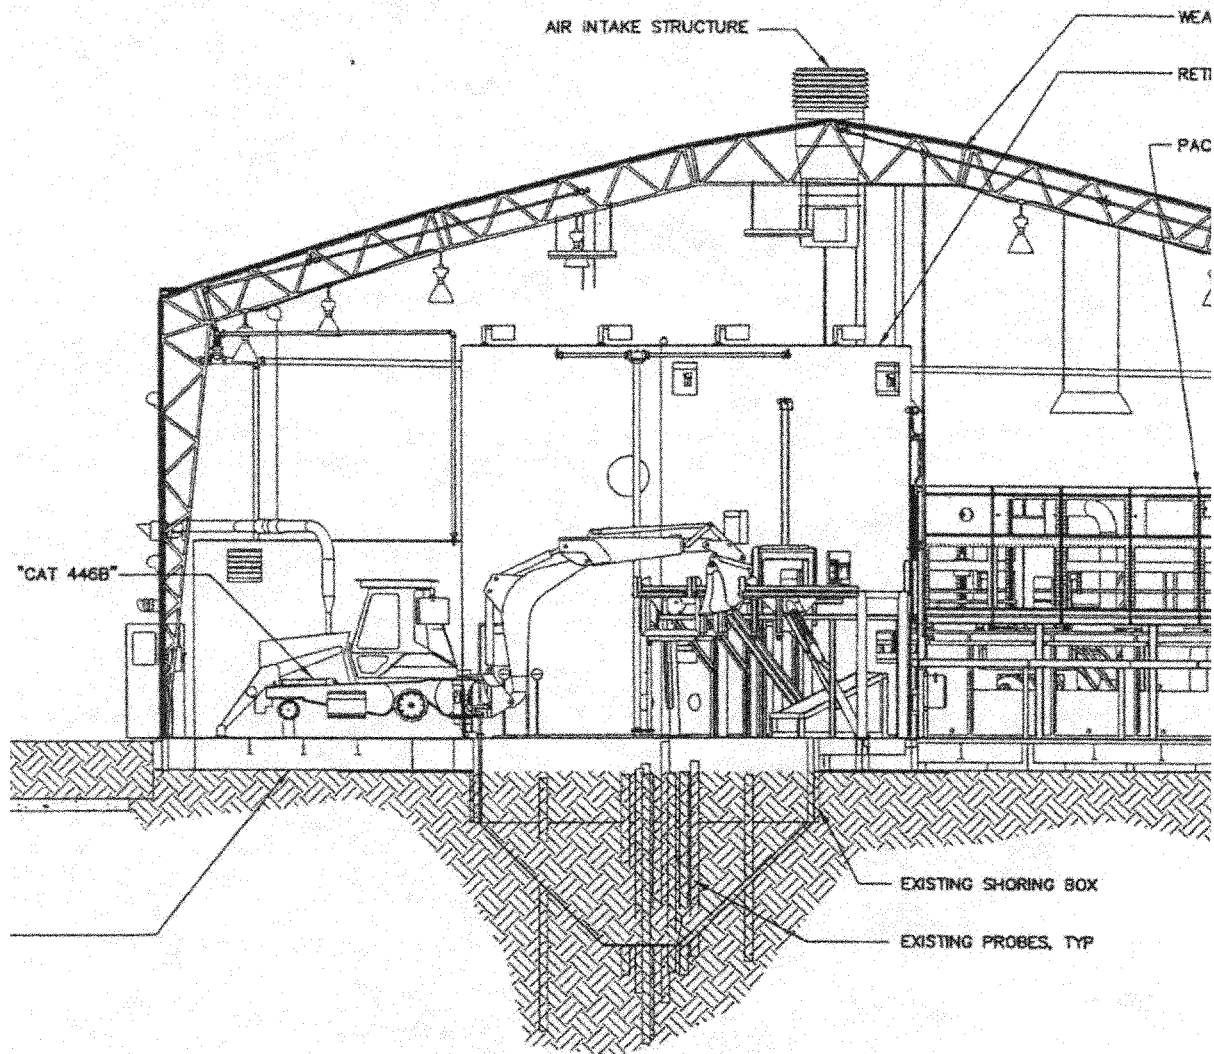 AIR INTAKE STRUCTURE
WEA
RETI
PAC
"CAT 446B"
EXISTING SHORING BOX
EXISTING PROBES, TYP